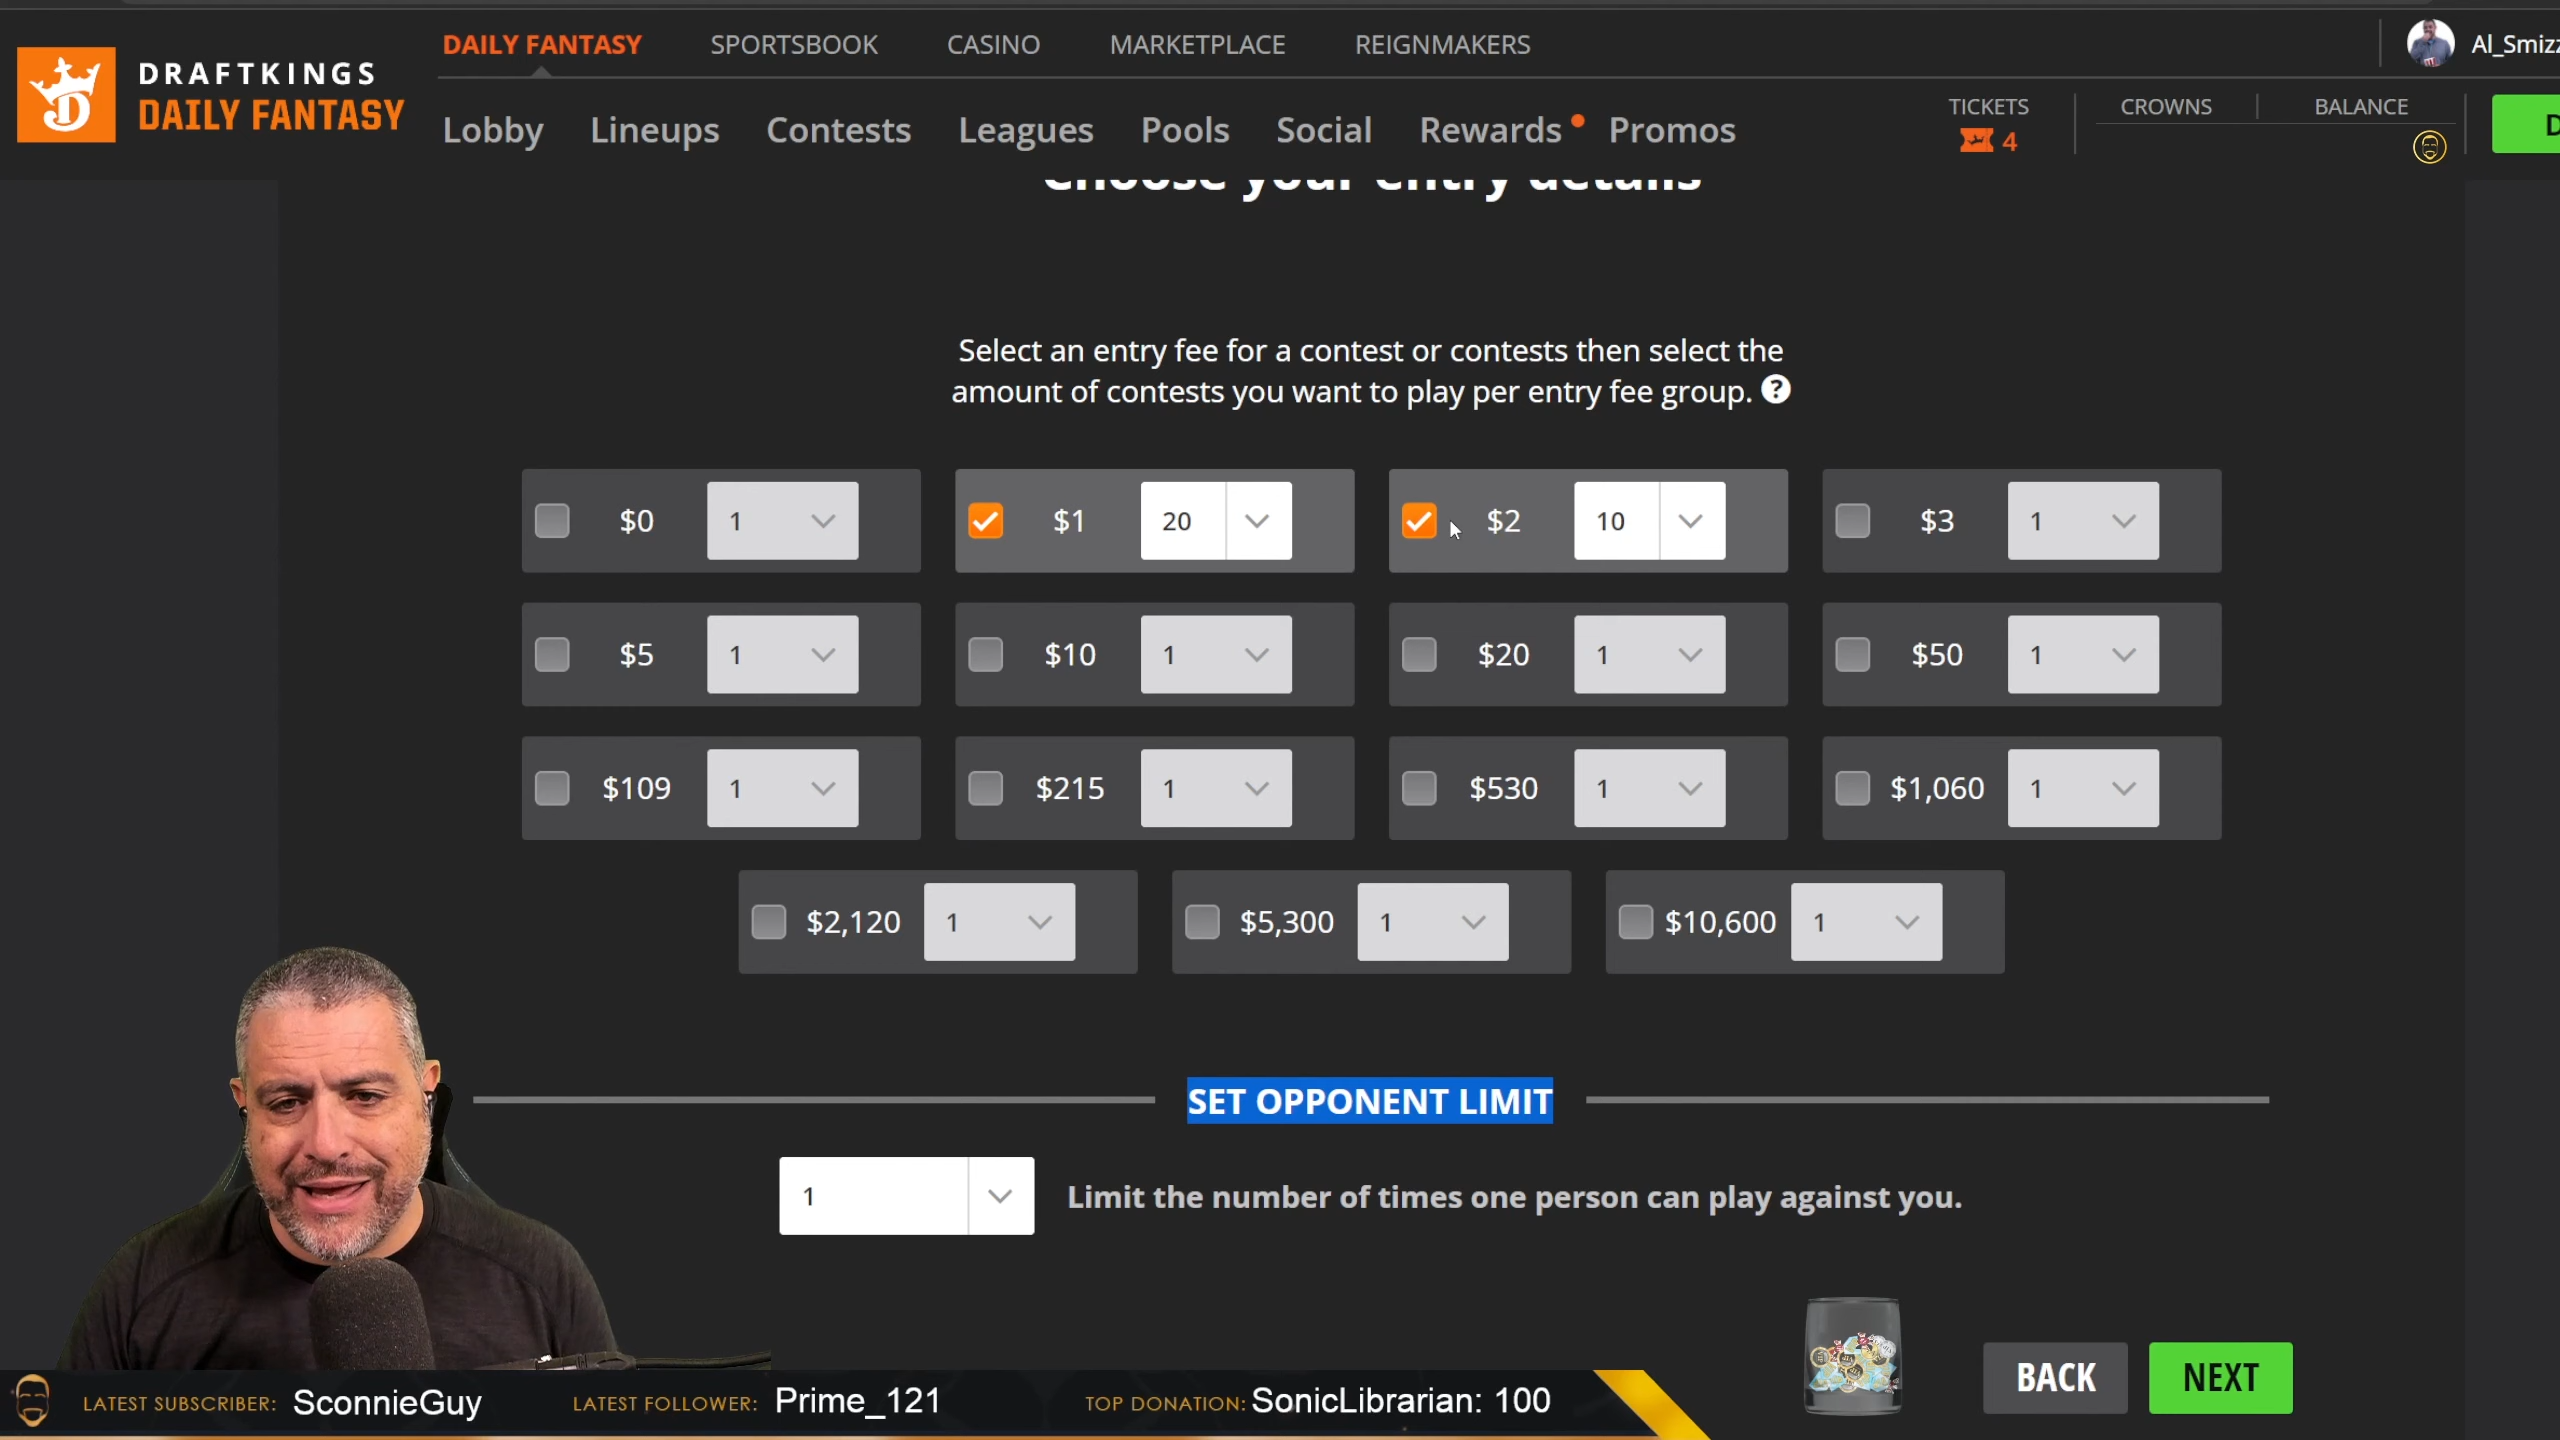 DAILY FANTASY SPORTSBOOK CASINO MARKETPLACE REIGNMAKERS
DRAFTKINGS
DAILY FANTASY
Lobby Lineups Contests Leagues Pools Social Rewards Promos
TICKETS CROWNS BALANCE
4
Choose your entry details
Select an entry fee for a contest or contests then select the
amount of contests you want to play per entry fee group. ?
$0 1 $1 20 $2 10 $3 1
$5 1 $10 1 $20 1 $50 1
$109 1 $215 1 $530 1 $1,060 1
$2,120 1 $5,300 1 $10,600 1
SET OPPONENT LIMIT
1 Limit the number of times one person can play against you.
BACK NEXT
LATEST SUBSCRIBER: SconnieGuy LATEST FOLLOWER: Prime_121 TOP DONATION: SonicLibrarian: 100